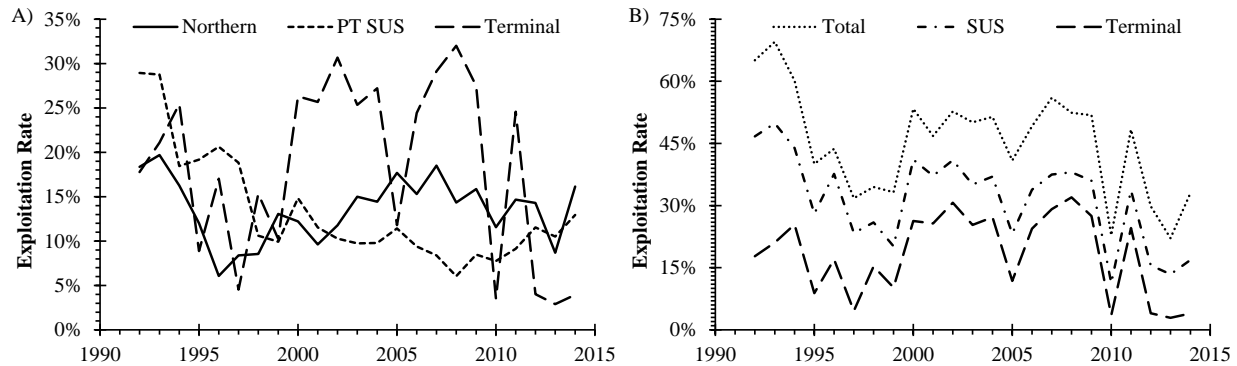 A)
Northern PT SUS Terminal
Exploitation Rate
35%
30%
25%
20%
15%
10%
5%
0%
1990 1995 2000 2005 2010 2015
B)
Total SUS Terminal
Exploitation Rate
75%
60%
45%
30%
15%
0%
1990 1995 2000 2005 2010 2015